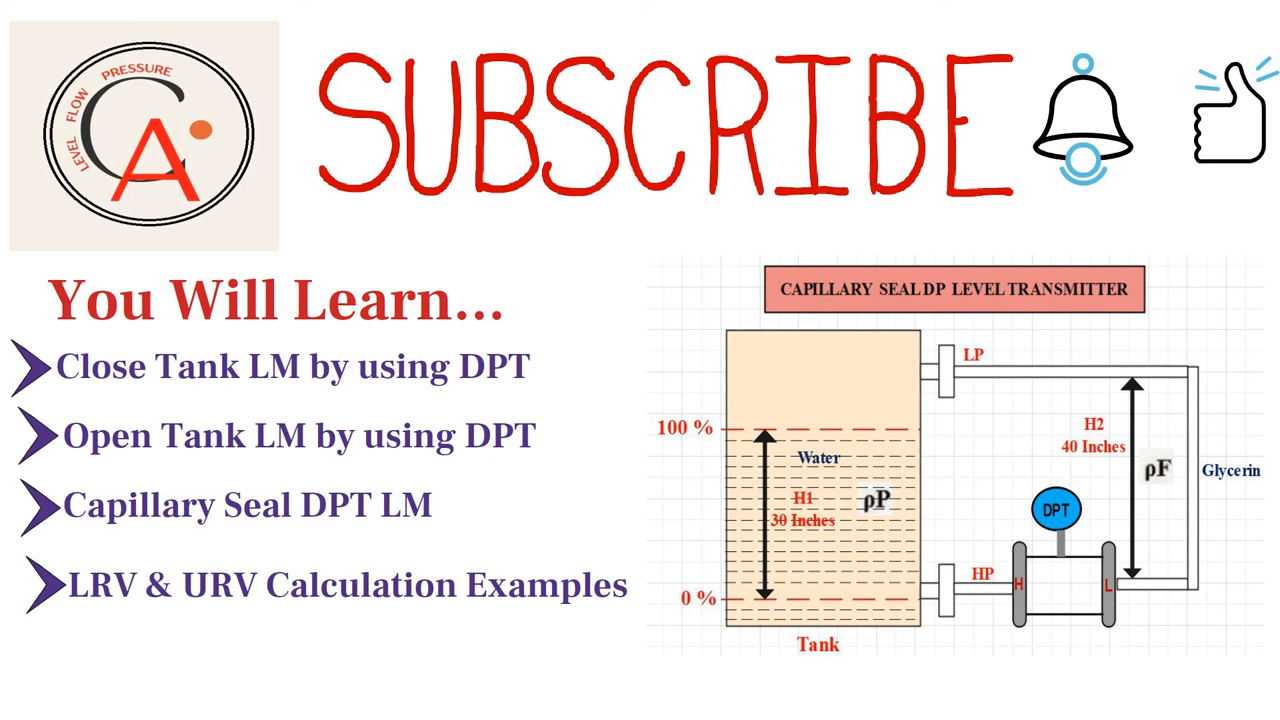 LEVEL FLOW PRESSURE
CA
SUBSCRIBE
You Will Learn...
Close Tank LM by using DPT
Open Tank LM by using DPT
Capillary Seal DPT LM
LRV & URV Calculation Examples
CAPILLARY SEAL DP LEVEL TRANSMITTER
LP
100 %
Water
H1
30 Inches
ρP
H2
40 Inches
ρF
Glycerin
DPT
HP
H
L
0 %
Tank